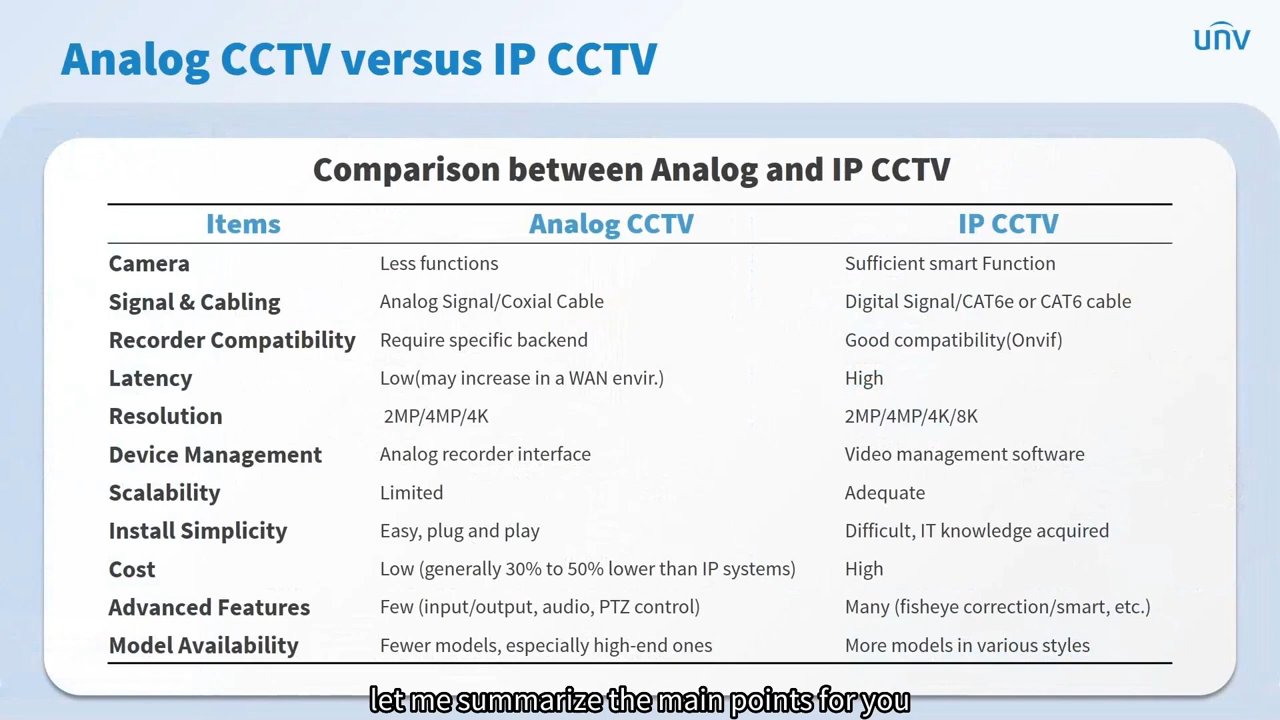 Analog CCTV versus IP CCTV
unv
Comparison between Analog and IP CCTV
Items Analog CCTV IP CCTV
Camera Less functions Sufficient smart Function
Signal & Cabling Analog Signal/Coxial Cable Digital Signal/CAT6e or CAT6 cable
Recorder Compatibility Require specific backend Good compatibility(Onvif)
Latency Low(may increase in a WAN envir.) High
Resolution 2MP/4MP/4K 2MP/4MP/4K/8K
Device Management Analog recorder interface Video management software
Scalability Limited Adequate
Install Simplicity Easy, plug and play Difficult, IT knowledge acquired
Cost Low (generally 30% to 50% lower than IP systems) High
Advanced Features Few (input/output, audio, PTZ control) Many (fisheye correction/smart, etc.)
Model Availability Fewer models, especially high-end ones More models in various styles
let me summarize the main points for you